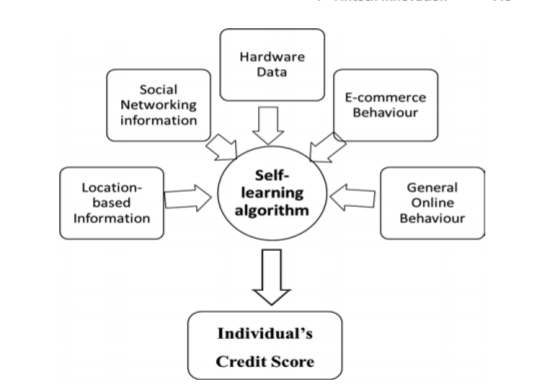 Hardware
Data
Social
Networking
information
E-commerce
Behaviour
Location-
based
Information
Self-
learning
algorithm
General
Online
Behaviour
Individual's
Credit Score